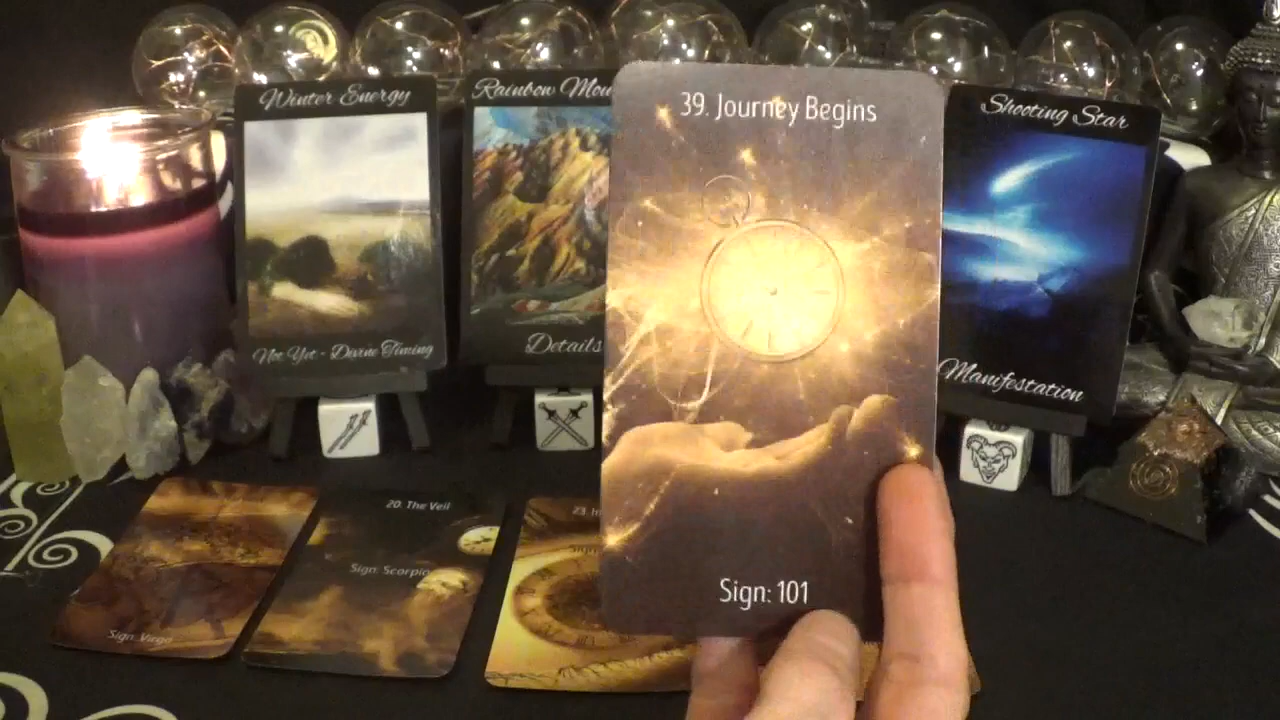 Winter Energy
Not Yet - Divine Timing
Rainbow
Details
39. Journey Begins
Sign: 101
Shooting Star
Manifestation
Sign: Virgo
20. The Veil
Sign: Scorpio
23.